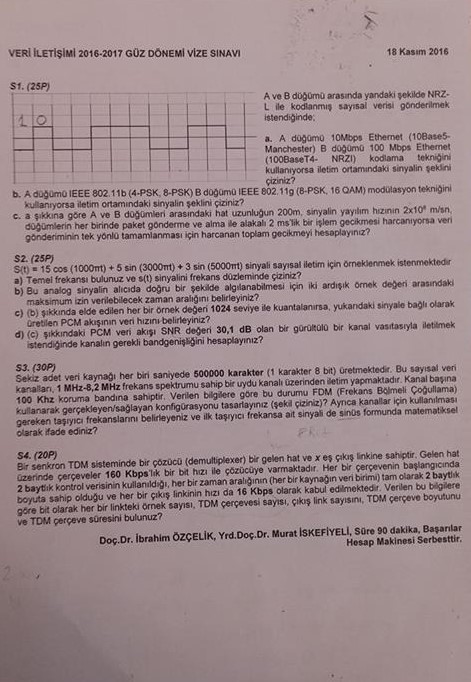 VERİ İLETİŞİMİ 2016-2017 GÜZ DÖNEMİ VİZE SINAVI 18 Kasım 2016
S1. (25P)
1 0
A ve B düğümü arasında yandaki şekilde NRZ-
L ile kodlanmış sayısal verisi gönderilmek
istendiğinde;
a. A düğümü 10Mbps Ethernet (10Base5-
Manchester) B düğümü 100 Mbps Ethernet
(100BaseT4- NRZI) kodlama tekniğini
kullanıyorsa iletim ortamındaki sinyalin şeklini
çiziniz?
b. A düğümü IEEE 802.11b (4-PSK, 8-PSK) B düğümü IEEE 802.11g (8-PSK, 16 QAM) modülasyon tekniğini
kullanıyorsa iletim ortamındaki sinyalin şeklini çiziniz?
c. a şıkkına göre A ve B düğümleri arasındaki hat uzunluğun 200m, sinyalin yayılım hızının 2x10⁸ m/sn,
düğümlerin her birinde paket gönderme ve alma ile alakalı 2 ms'lik bir işlem gecikmesi harcanıyorsa veri
gönderiminin tek yönlü tamamlanması için harcanan toplam gecikmeyi hesaplayınız?
S2. (25P)
S(t) = 15 cos (1000πt) + 5 sin (3000πt) + 3 sin (5000πt) sinyali sayısal iletim için örneklenmek istenmektedir
a) Temel frekansı bulunuz ve s(t) sinyalini frekans düzleminde çiziniz?
b) Bu analog sinyalin alıcıda doğru bir şekilde algılanabilmesi için iki ardışık örnek değeri arasındaki
maksimum izin verilebilecek zaman aralığını belirleyiniz?
c) (b) şıkkında elde edilen her bir örnek değeri 1024 seviye ile kuantalanırsa, yukarıdaki sinyale bağlı olarak
üretilen PCM akışının veri hızını belirleyiniz?
d) (c) şıkkındaki PCM veri akışı SNR değeri 30,1 dB olan bir gürültülü bir kanal vasıtasıyla iletilmek
istendiğinde kanalın gerekli bandgenişliğini hesaplayınız?
S3. (30P)
Sekiz adet veri kaynağı her biri saniyede 500000 karakter (1 karakter 8 bit) üretmektedir. Bu sayısal veri
kanalları, 1 MHz-8,2 MHz frekans spektrumu sahip bir uydu kanalı üzerinden iletim yapmaktadır. Kanal başına
100 Khz koruma bandına sahiptir. Verilen bilgilere göre bu durumu FDM (Frekans Bölmeli Çoğullama)
kullanarak gerçekleyen/sağlayan konfigürasyonu tasarlayınız (şekil çiziniz)? Ayrıca kanallar için kullanılması
gereken taşıyıcı frekanslarını belirleyeniz ve ilk taşıyıcı frekansa ait sinyali de sinüs formunda matematiksel
olarak ifade ediniz?
S4. (20P)
Bir senkron TDM sisteminde bir çözücü (demultiplexer) bir gelen hat ve x eş çıkış linkine sahiptir. Gelen hat
üzerinde çerçeveler 160 Kbps'lik bir bit hızı ile çözücüye varmaktadır. Her bir çerçevenin başlangıcında
2 baytlık kontrol verisinin kullanıldığı, her bir zaman aralığının (her bir kaynağın veri birimi) tam olarak 2 baytlık
boyuta sahip olduğu ve her bir çıkış linkinin hızı da 16 Kbps olarak kabul edilmektedir. Verilen bu bilgilere
göre bit olarak her bir linkteki örnek sayısı, TDM çerçevesi sayısı, çıkış link sayısını, TDM çerçeve boyutunu
ve TDM çerçeve süresini bulunuz?
Doç.Dr. İbrahim ÖZÇELİK, Yrd.Doç.Dr. Murat İSKEFİYELİ, Süre 90 dakika, Başarılar
Hesap Makinesi Serbesttir.